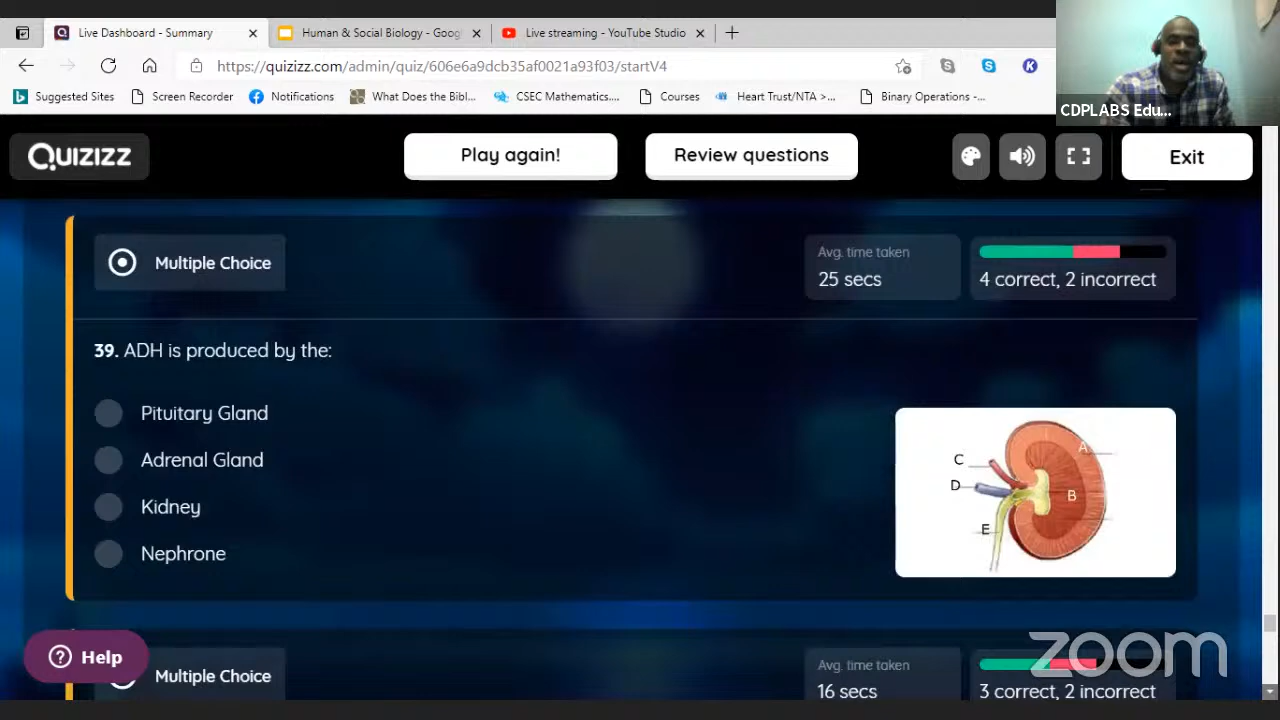 Live Dashboard - Summary
Human & Social Biology - Goog
Live streaming - YouTube Studio
https://quizizz.com/admin/quiz/606e6a9dcb35af0021a93f03/startV4
Suggested Sites
Screen Recorder
Notifications
What Does the Bibl...
CSEC Mathematics....
Courses
Heart Trust/NTA >...
Binary Operations -...
CDPLABS Edu...
QUIZIZZ
Play again!
Review questions
Exit
Multiple Choice
Avg. time taken
25 secs
4 correct, 2 incorrect
39. ADH is produced by the:
Pituitary Gland
Adrenal Gland
Kidney
Nephrone
A
C
D
B
E
Help
Multiple Choice
Avg. time taken
16 secs
3 correct, 2 incorrect
zoom